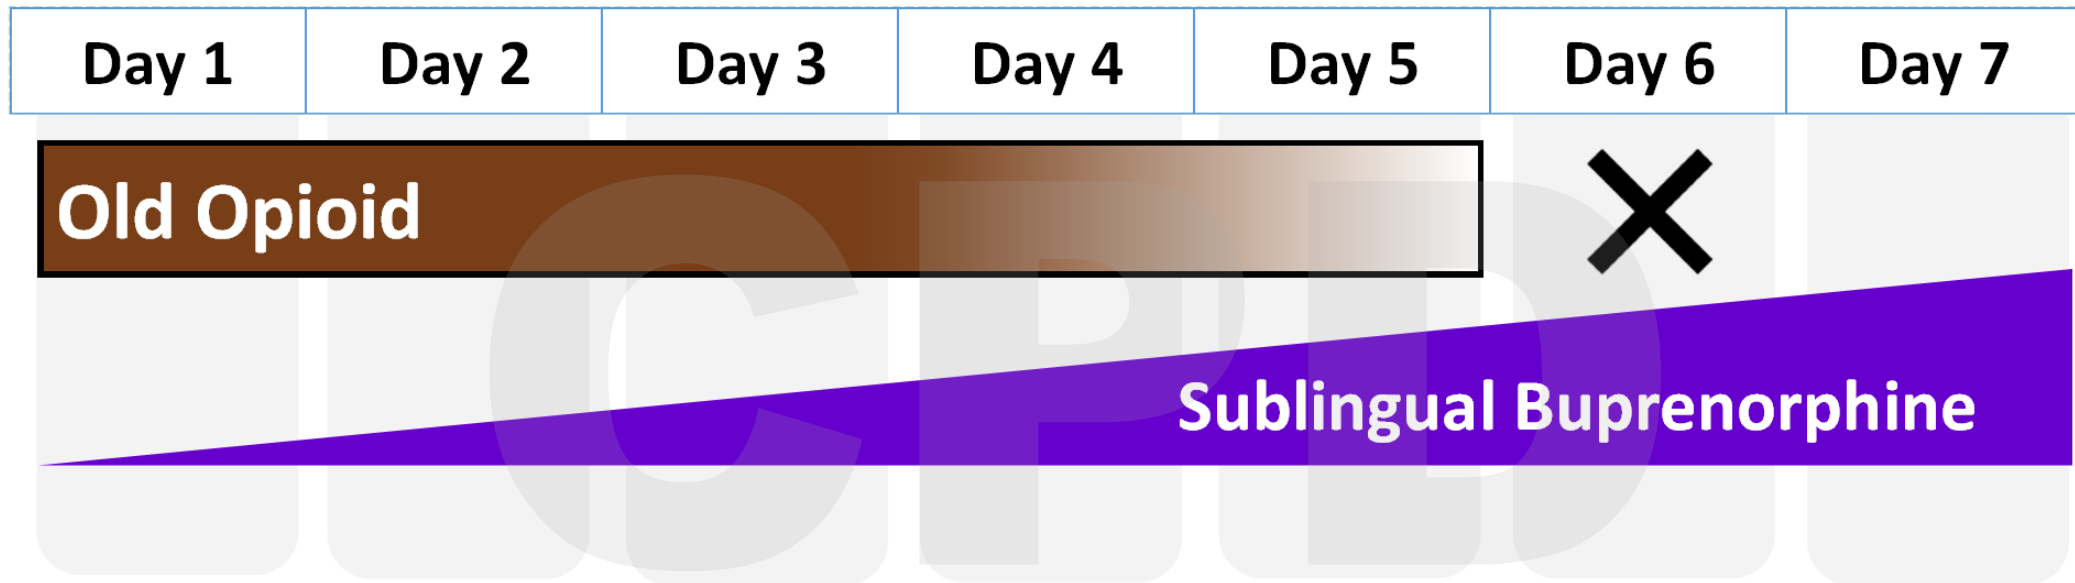 Day 1 Day 2 Day 3 Day 4 Day 5 Day 6 Day 7
Old Opioid
Sublingual Buprenorphine
CPD